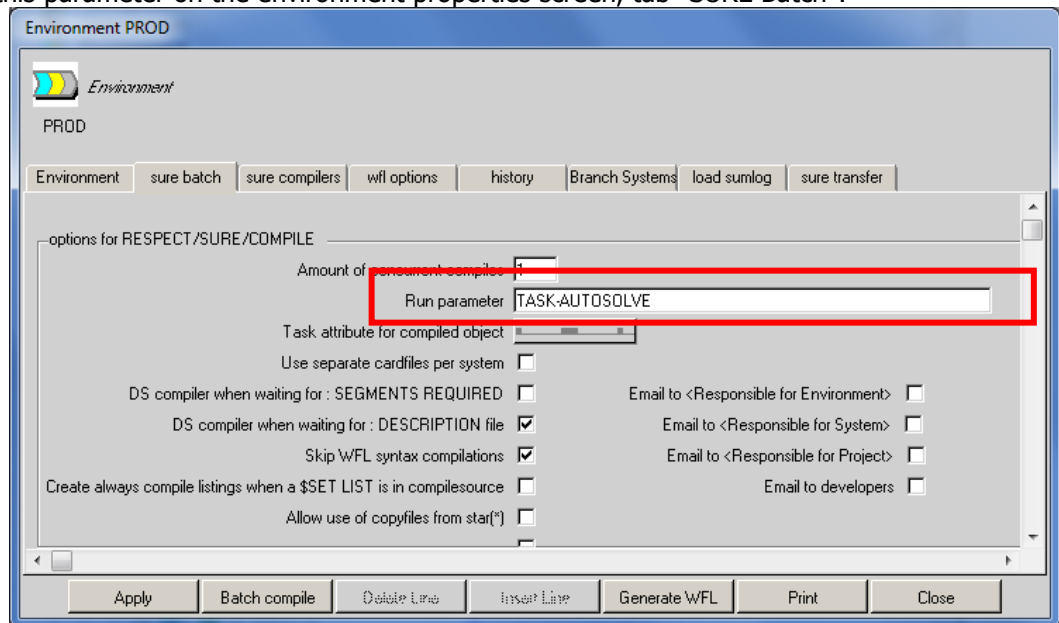 this parameter on the environment properties screen, tab "SURE Batch".
Environment PROD
Environment
PROD
Environment sure batch sure compilers wfl options history Branch Systems load sumlog sure transfer
options for RESPECT/SURE/COMPILE
Amount of concurrent compiles 1
Run parameter TASK-AUTOSOLVE
Task attribute for compiled object
Use separate cardfiles per system
DS compiler when waiting for : SEGMENTS REQUIRED Email to <Responsible for Environment>
DS compiler when waiting for : DESCRIPTION file Email to <Responsible for System>
Skip WFL syntax compilations Email to <Responsible for Project>
Create always compile listings when a $SET LIST is in compilesource Email to developers
Allow use of copyfiles from star(*)
Apply Batch compile Delete Line Insert Line Generate WFL Print Close